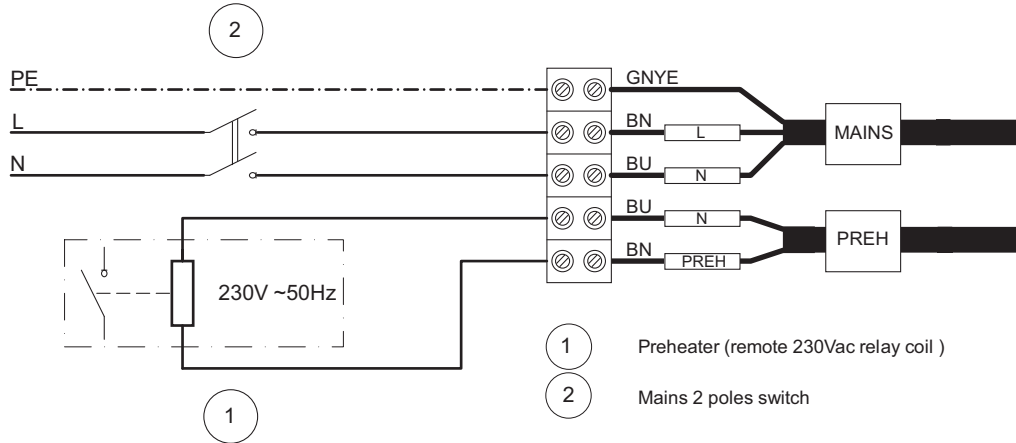 2
PE
GNYE
L
BN
L
MAINS
N
BU
N
BU
N
PREH
BN
PREH
230V ~50Hz
1
Preheater (remote 230Vac relay coil )
2
Mains 2 poles switch
1